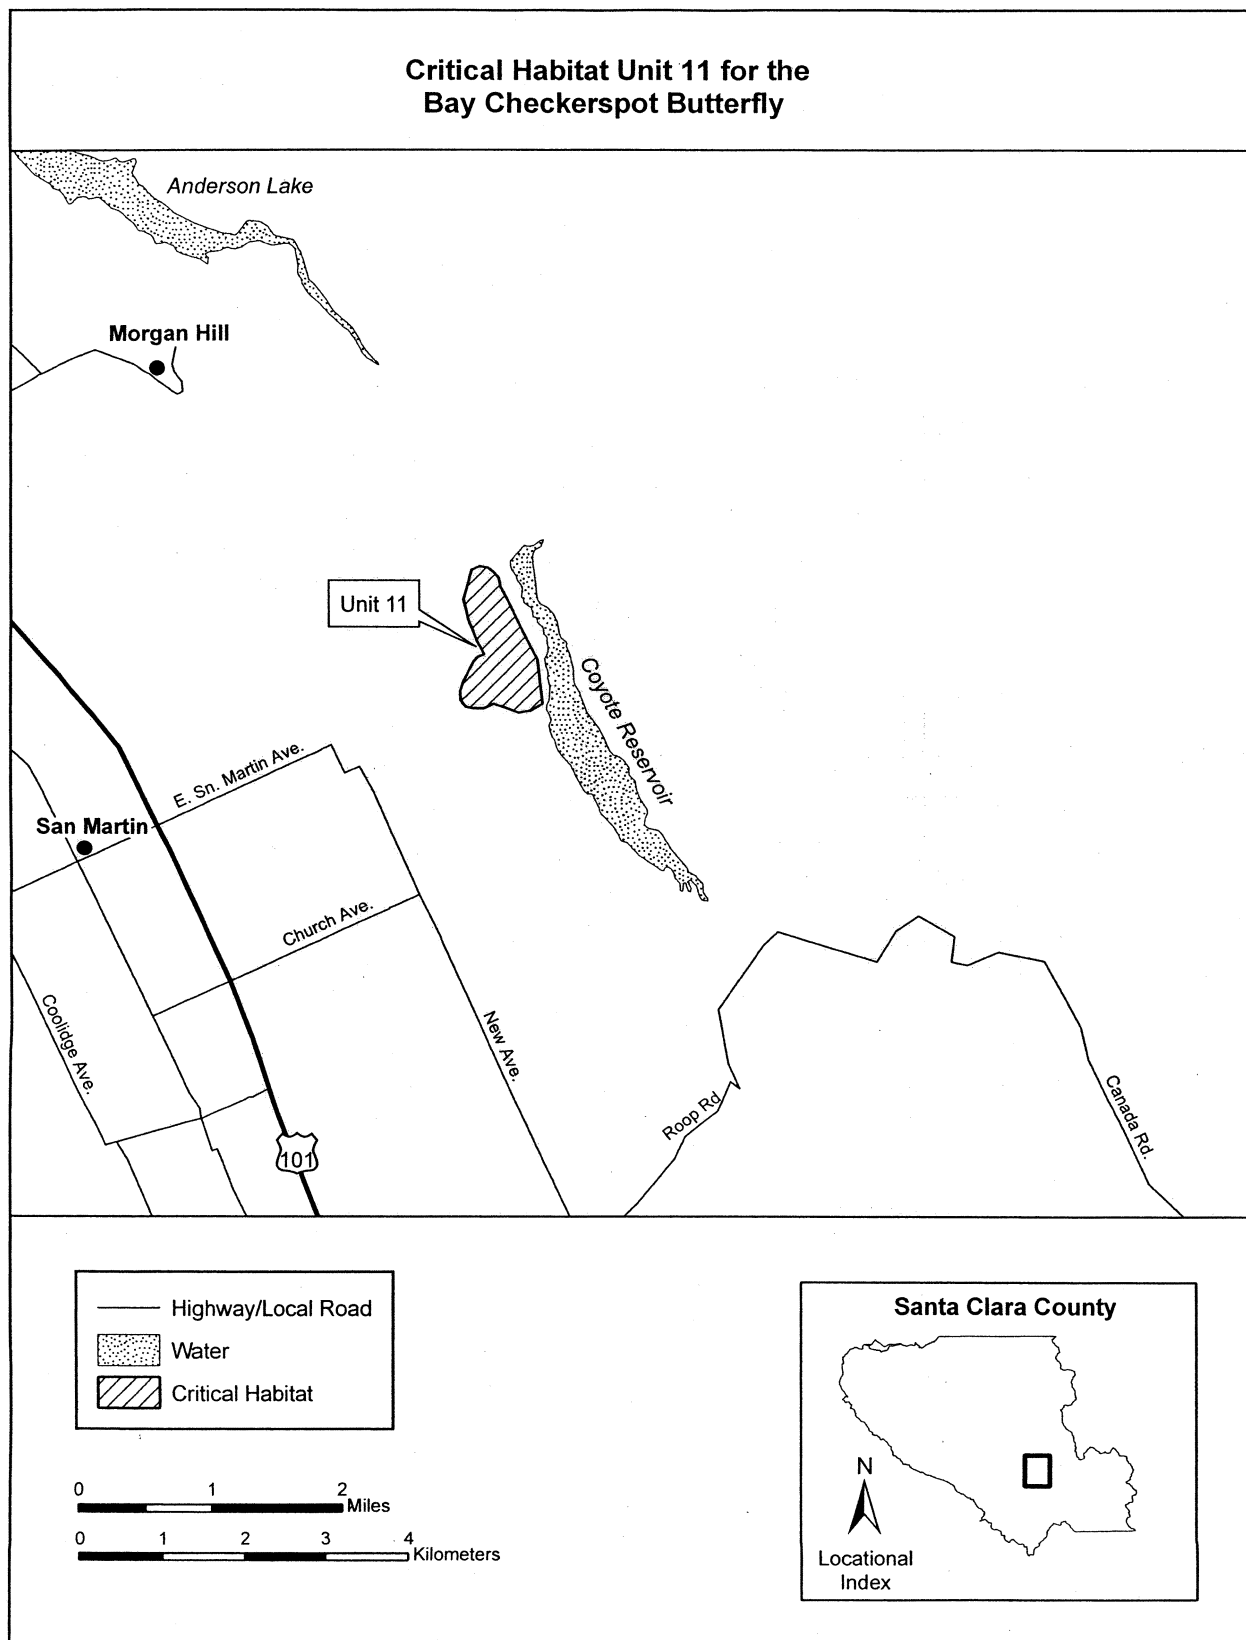 Critical Habitat Unit 11 for the
Bay Checkerspot Butterfly
Anderson Lake
Morgan Hill
Unit 11
Coyote Reservoir
E. Sn. Martin Ave.
San Martin
Church Ave.
Coolidge Ave.
New Ave.
Roop Rd
Canada Rd.
101
Highway/Local Road
Water
Critical Habitat
0 1 2
Miles
0 1 2 3 4
Kilometers
Santa Clara County
N
Locational
Index